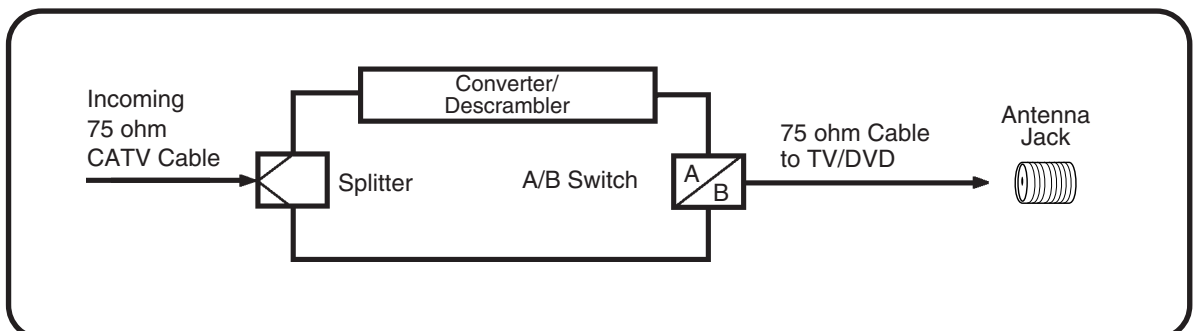 Incoming
75 ohm
CATV Cable
Splitter
Converter/
Descrambler
A/B Switch
A
B
75 ohm Cable
to TV/DVD
Antenna
Jack